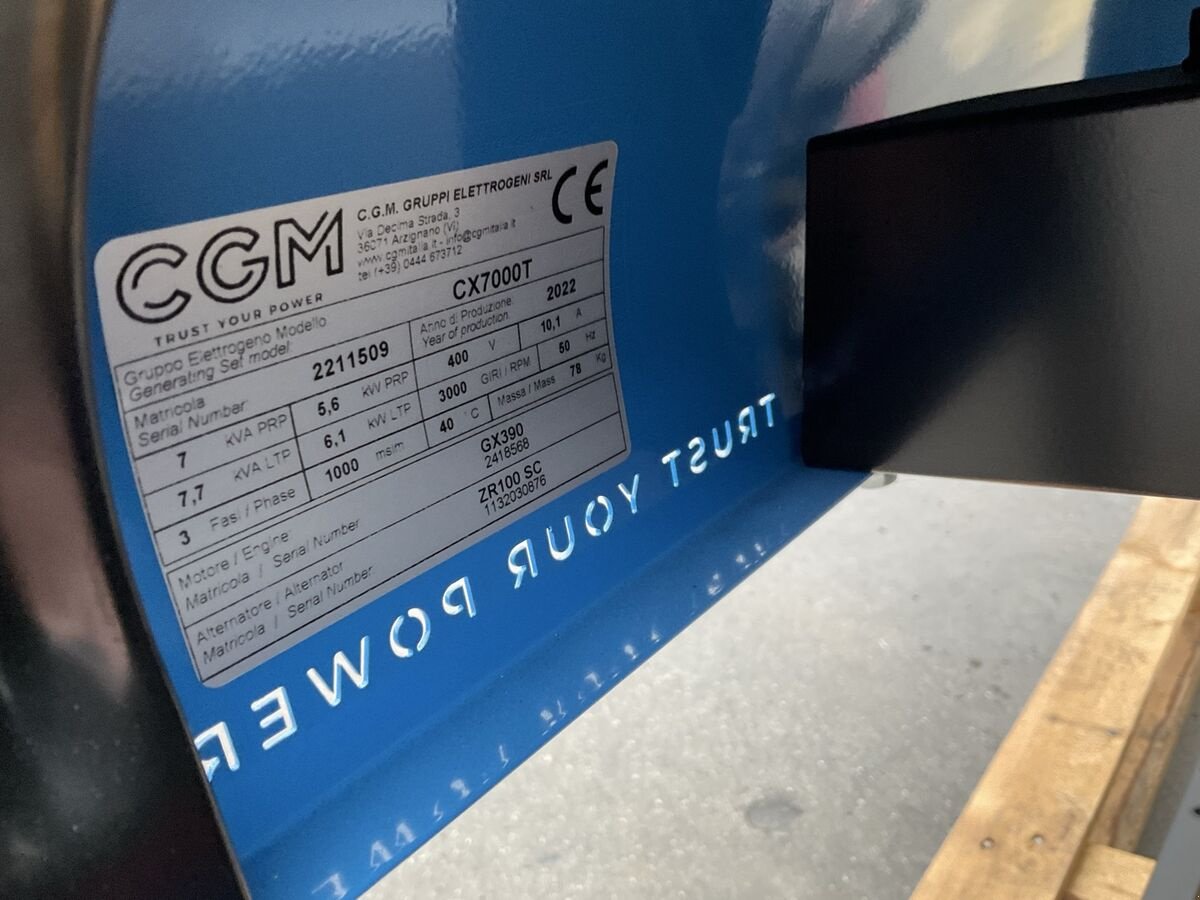 CGM
TRUST YOUR POWER
C.G.M. GRUPPI ELETTROGENI SRL
Via Decima Strada, 3
36071 Arzignano (Vi)
www.cgmitalia.it - info@cgmitalia.it
tel (+39) 0444 673712
CE
Gruppo Elettrogeno Modello
Generating Set model:
CX7000T
Matricola
Serial Number
2211509
Anno di Produzione
Year of production:
2022
7 kVA PRP 5,6 kW PRP 400 V 10,1 A
7,7 kVA LTP 6,1 kW LTP 3000 GIRI / RPM 50 Hz
3 Fasi / Phase 1000 mslm 40 °C Massa / Mass 78 Kg
Motore / Engine: GX390
Matricola / Serial Number 2418568
Alternatore / Alternator ZR100 SC
Matricola / Serial Number: 1132030876
TRUST YOUR POWER